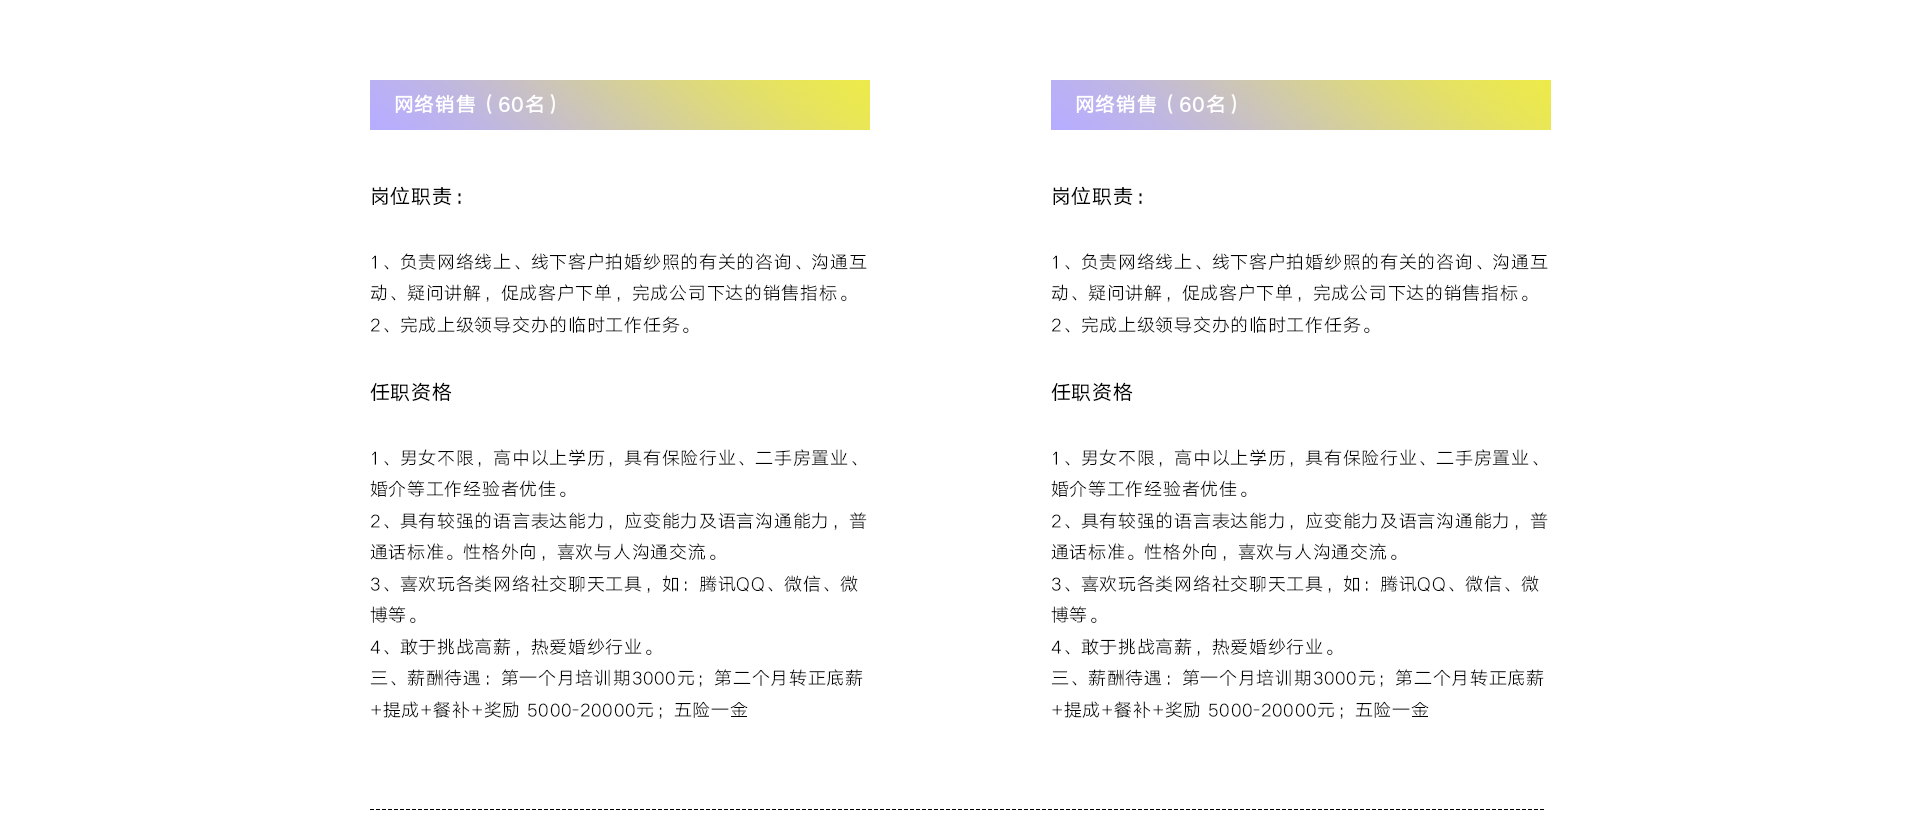 网络销售（60名）
岗位职责：
1、负责网络线上、线下客户拍婚纱照的有关的咨询、沟通互
动、疑问讲解，促成客户下单，完成公司下达的销售指标。
2、完成上级领导交办的临时工作任务。
任职资格
1、男女不限，高中以上学历，具有保险行业、二手房置业、
婚介等工作经验者优佳。
2、具有较强的语言表达能力，应变能力及语言沟通能力，普
通话标准。性格外向，喜欢与人沟通交流。
3、喜欢玩各类网络社交聊天工具，如：腾讯QQ、微信、微
博等。
4、敢于挑战高薪，热爱婚纱行业。
三、薪酬待遇：第一个月培训期3000元；第二个月转正底薪
+提成+餐补+奖励 5000-20000元；五险一金
网络销售（60名）
岗位职责：
1、负责网络线上、线下客户拍婚纱照的有关的咨询、沟通互
动、疑问讲解，促成客户下单，完成公司下达的销售指标。
2、完成上级领导交办的临时工作任务。
任职资格
1、男女不限，高中以上学历，具有保险行业、二手房置业、
婚介等工作经验者优佳。
2、具有较强的语言表达能力，应变能力及语言沟通能力，普
通话标准。性格外向，喜欢与人沟通交流。
3、喜欢玩各类网络社交聊天工具，如：腾讯QQ、微信、微
博等。
4、敢于挑战高薪，热爱婚纱行业。
三、薪酬待遇：第一个月培训期3000元；第二个月转正底薪
+提成+餐补+奖励 5000-20000元；五险一金